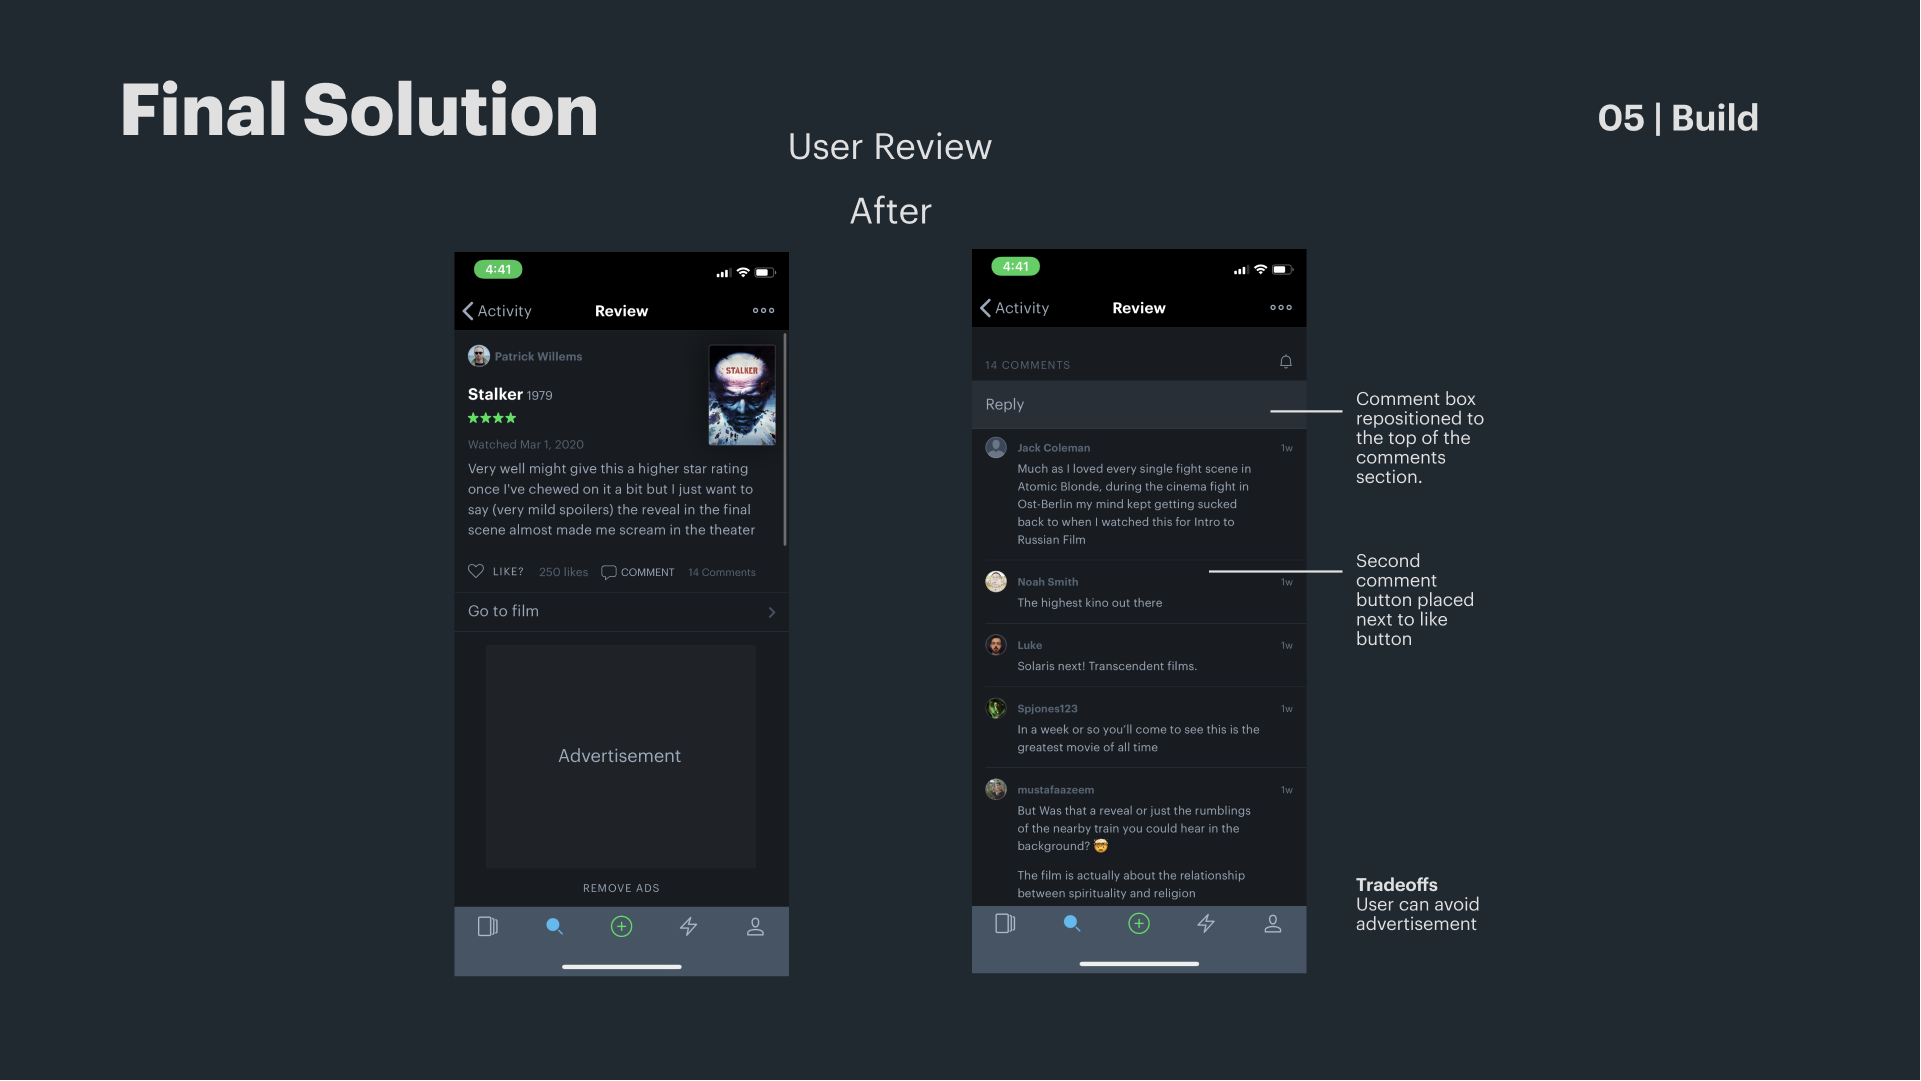 Final Solution
05 | Build
User Review
After
4:41
Activity
Review
Patrick Willems
STALKER
Stalker 1979
Watched Mar 1, 2020
Very well might give this a higher star rating
once I've chewed on it a bit but I just want to
say (very mild spoilers) the reveal in the final
scene almost made me scream in the theater
LIKE? 250 likes COMMENT 14 Comments
Go to film
Advertisement
REMOVE ADS
4:41
Activity
Review
14 COMMENTS
Reply
Jack Coleman 1w
Much as I loved every single fight scene in
Atomic Blonde, during the cinema fight in
Ost-Berlin my mind kept getting sucked
back to when I watched this for Intro to
Russian Film
Noah Smith 1w
The highest kino out there
Luke 1w
Solaris next! Transcendent films.
Spjones123 1w
In a week or so you'll come to see this is the
greatest movie of all time
mustafaazeem 1w
But Was that a reveal or just the rumblings
of the nearby train you could hear in the
background? 🤯
The film is actually about the relationship
between spirituality and religion
Comment box
repositioned to
the top of the
comments
section.
Second
comment
button placed
next to like
button
Tradeoffs
User can avoid
advertisement